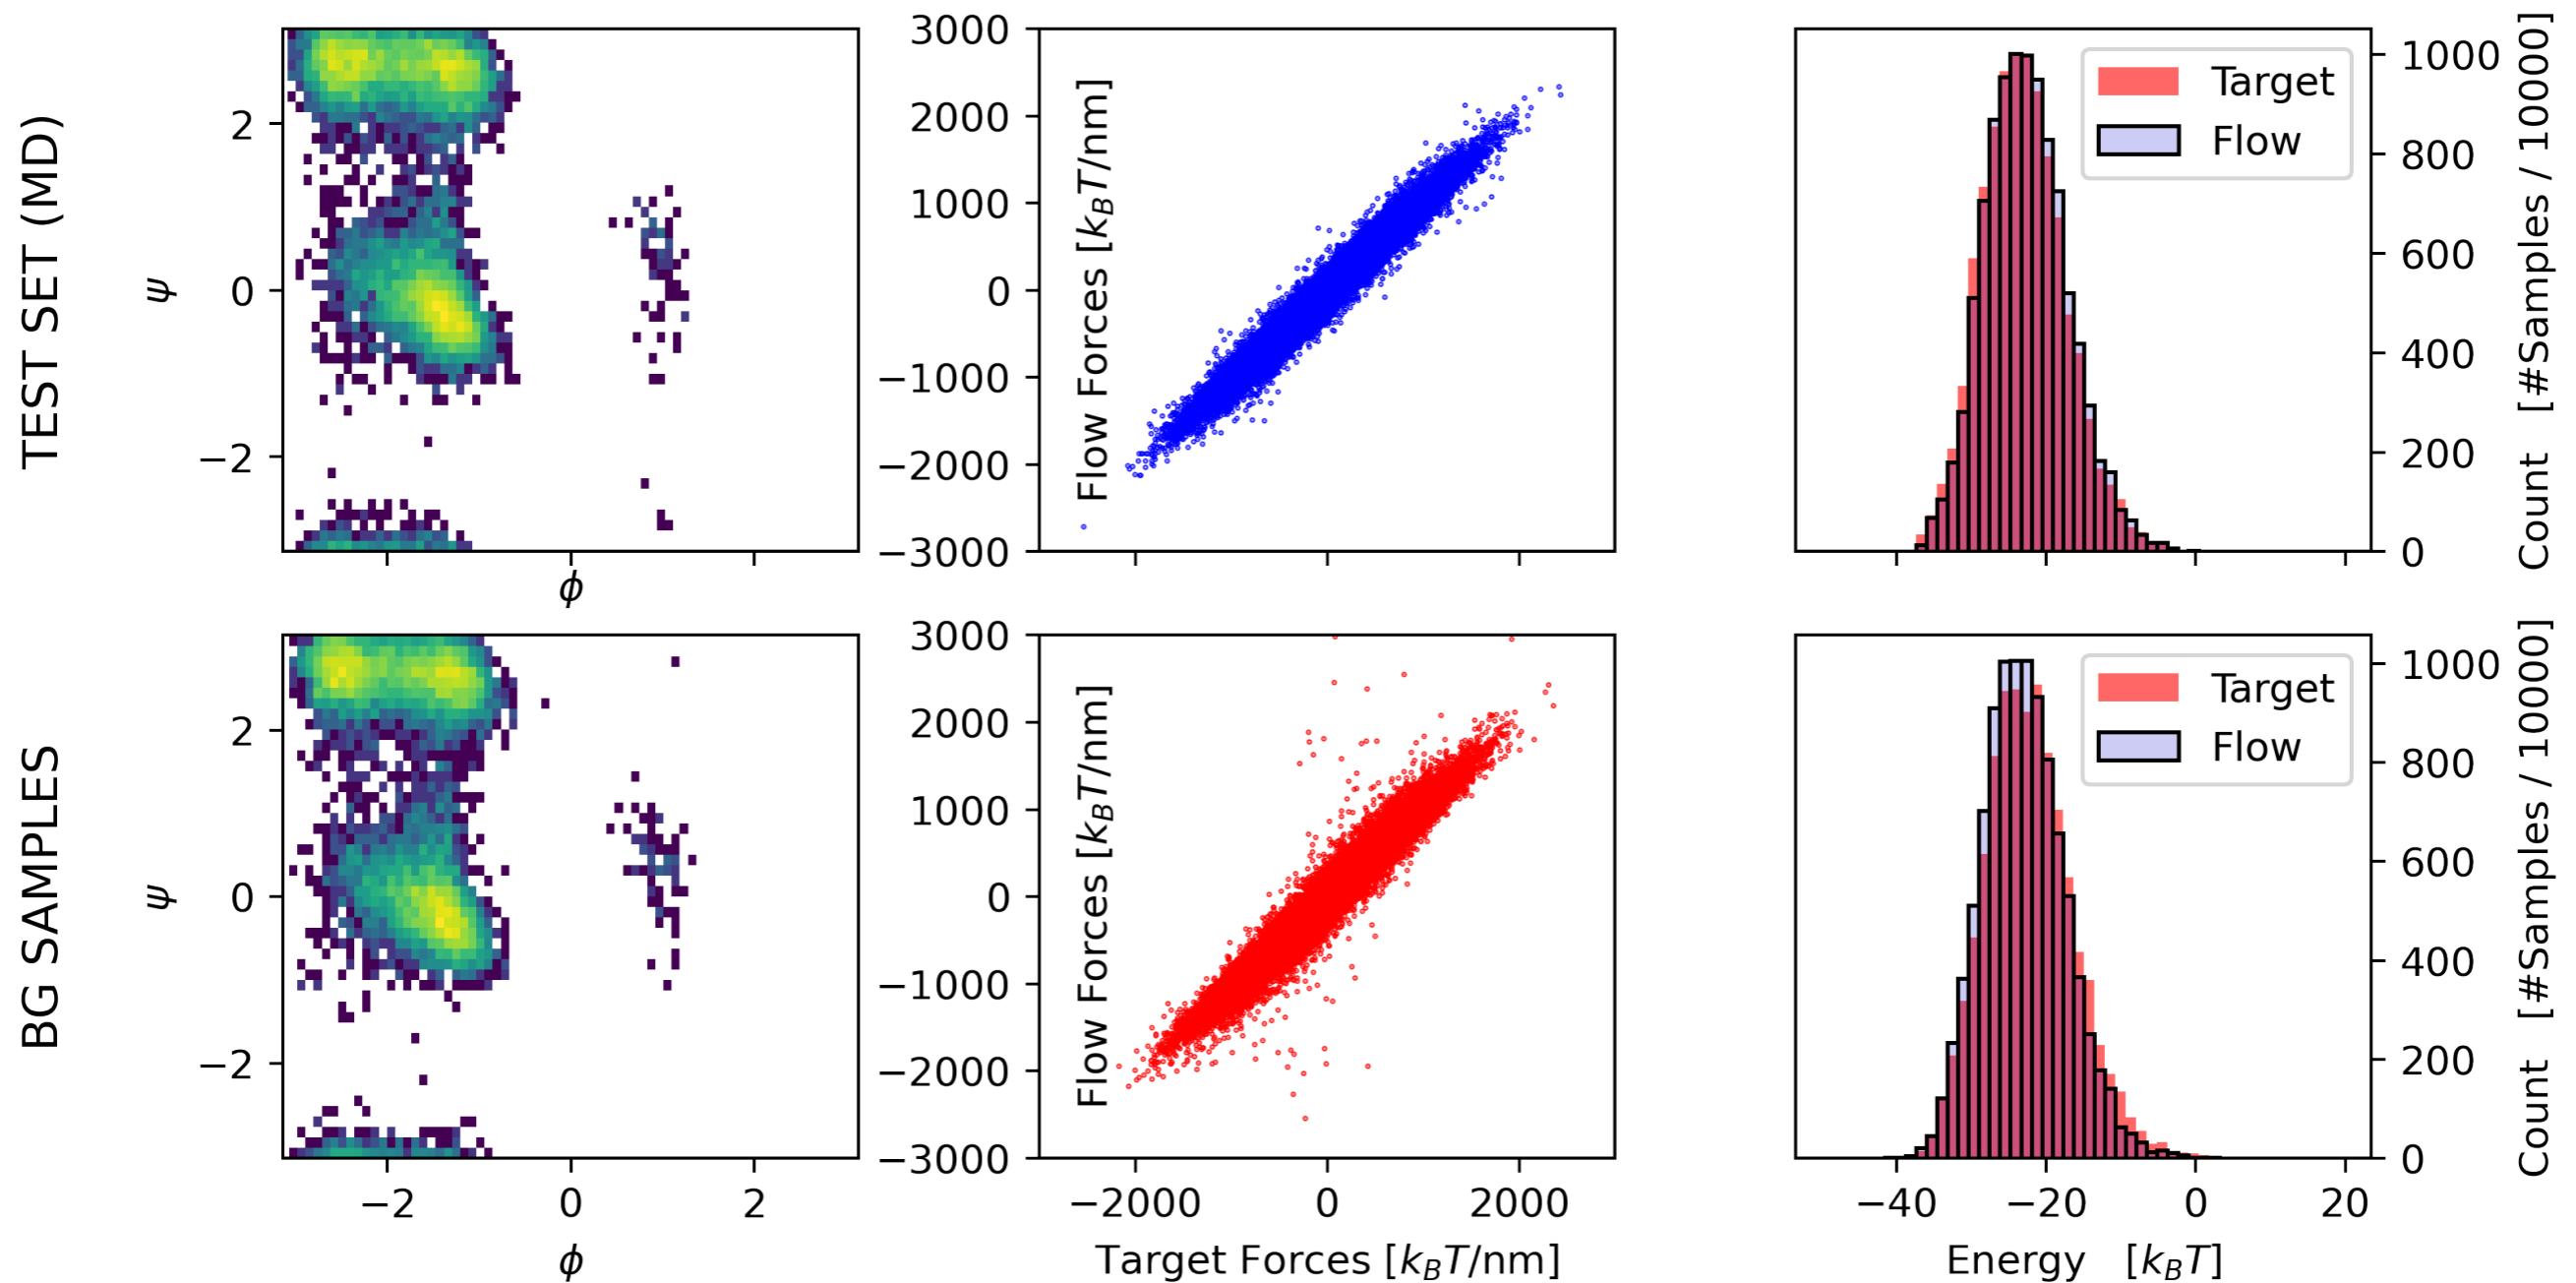 TEST SET (MD)
ψ
2
0
−2
ϕ
3000
2000
1000
0
−1000
−2000
−3000
Flow Forces [k_BT/nm]
Target
Flow
1000
800
600
400
200
0
Count [#Samples / 10000]
BG SAMPLES
ψ
2
0
−2
−2 0 2
ϕ
3000
2000
1000
0
−1000
−2000
−3000
Flow Forces [k_BT/nm]
−2000 0 2000
Target Forces [k_BT/nm]
Target
Flow
1000
800
600
400
200
0
Count [#Samples / 10000]
−40 −20 0 20
Energy [k_BT]